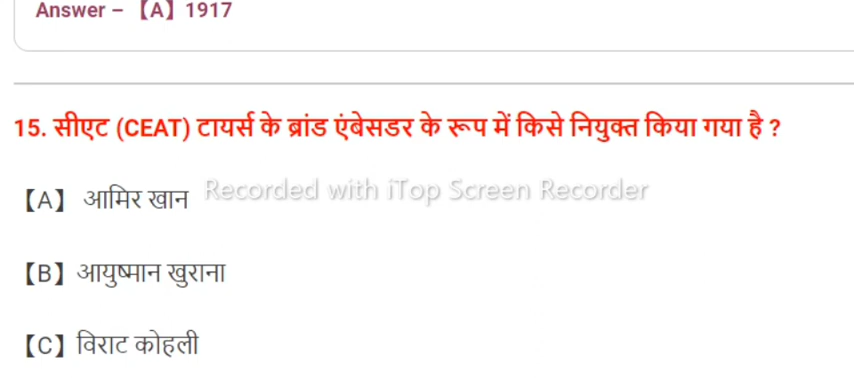 Answer – 【A】 1917
15. सीएट (CEAT) टायर्स के ब्रांड एंबेसडर के रूप में किसे नियुक्त किया गया है ?
【A】 आमिर खान
Recorded with iTop Screen Recorder
【B】 आयुष्मान खुराना
【C】 विराट कोहली